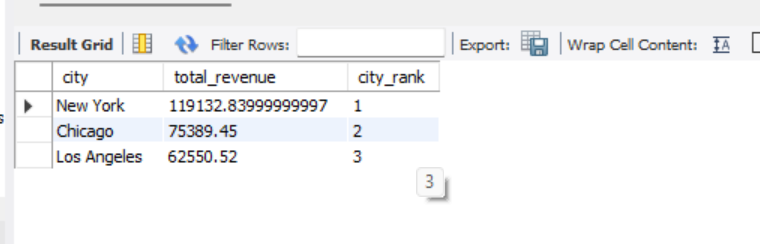 Result Grid Filter Rows: Export: Wrap Cell Content: IA
city total_revenue city_rank
New York 119132.83999999997 1
Chicago 75389.45 2
Los Angeles 62550.52 3
3